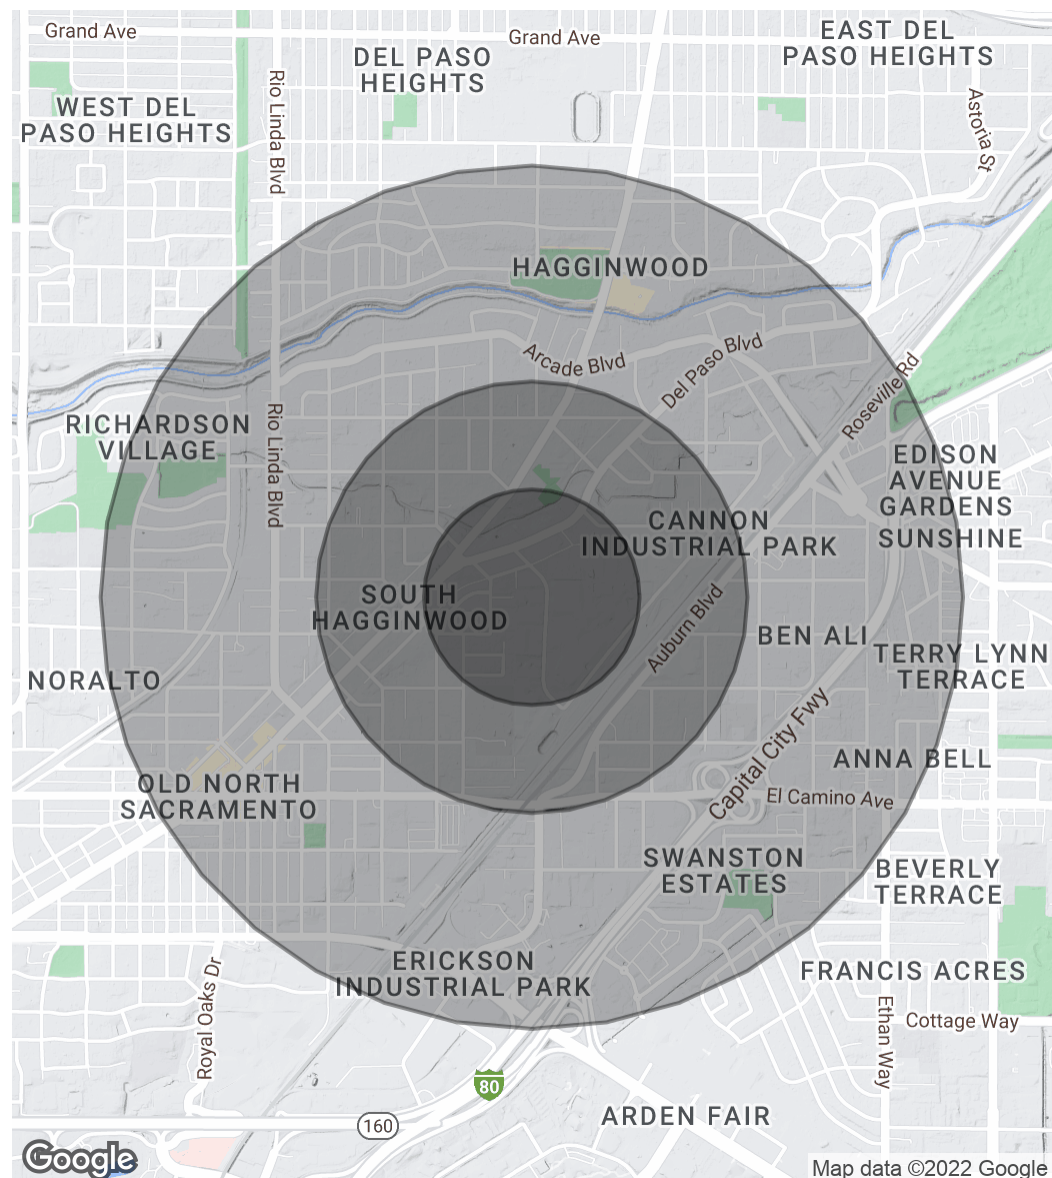 Grand Ave
Grand Ave
EAST DEL
PASO HEIGHTS
DEL PASO
HEIGHTS
WEST DEL
PASO HEIGHTS
Rio Linda Blvd
Astoria St
HAGGINWOOD
Arcade Blvd
Del Paso Blvd
Roseville Rd
RICHARDSON
VILLAGE
Rio Linda Blvd
EDISON
AVENUE
GARDENS
SUNSHINE
CANNON
INDUSTRIAL PARK
SOUTH
HAGGINWOOD
Auburn Blvd
BEN ALI
TERRY LYNN
TERRACE
NORALTO
Capital City Fwy
ANNA BELL
OLD NORTH
SACRAMENTO
El Camino Ave
SWANSTON
ESTATES
BEVERLY
TERRACE
ERICKSON
INDUSTRIAL PARK
FRANCIS ACRES
Royal Oaks Dr
Ethan Way
Cottage Way
80
160
ARDEN FAIR
Google
Map data ©2022 Google